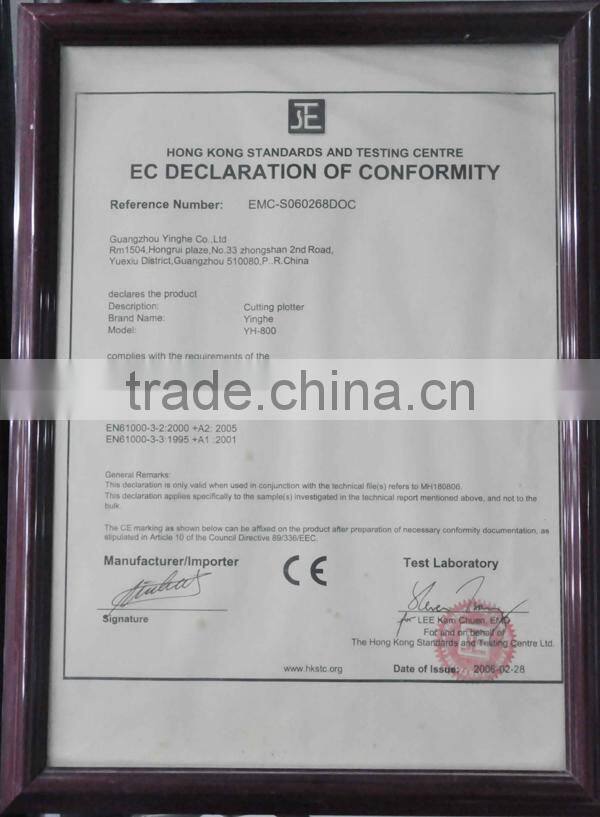 STE
HONG KONG STANDARDS AND TESTING CENTRE
EC DECLARATION OF CONFORMITY
Reference Number: EMC-S060268DOC
Guangzhou Yinghe Co.,Ltd
Rm1504,Hongrui plaze,No.33 zhongshan 2nd Road,
Yuexiu District,Guangzhou 510080,P..R.China
declares the product
Description: Cutting plotter
Brand Name: Yinghe
Model: YH-800
complies with the requirements of the
trade.china.cn
EN61000-3-2:2000 +A2: 2005
EN61000-3-3:1995 +A1 :2001
General Remarks:
This declaration is only valid when used in conjunction with the technical file(s) refers to MH180806.
This declaration applies specifically to the sample(s) investigated in the technical report mentioned above, and not to the
bulk.
The CE marking as shown below can be affixed on the product after preparation of necessary conformity documentation, as
stipulated in Article 10 of the Council Directive 89/336/EEC.
Manufacturer/Importer CE Test Laboratory
Signature
for LEE Kam Chuen, EMD
For and on behalf of
The Hong Kong Standards and Testing Centre Ltd.
www.hkstc.org Date of Issue: 2006-02-28